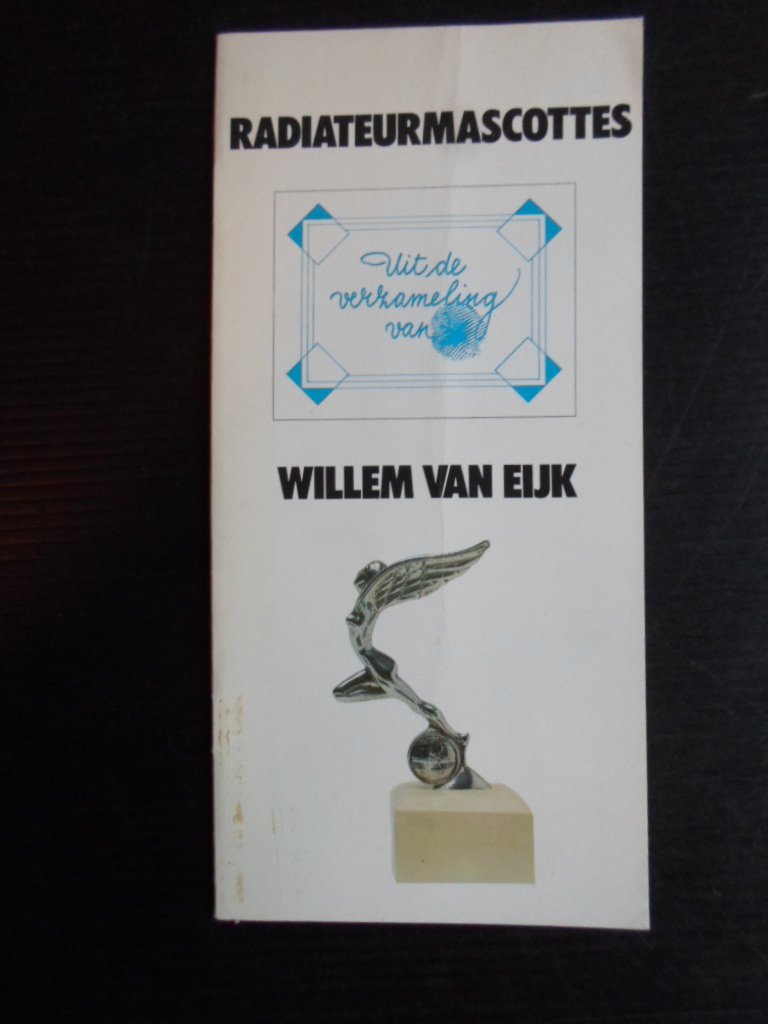 RADIATEURMASCOTTES
Uit de
verzameling
van
WILLEM VAN EIJK